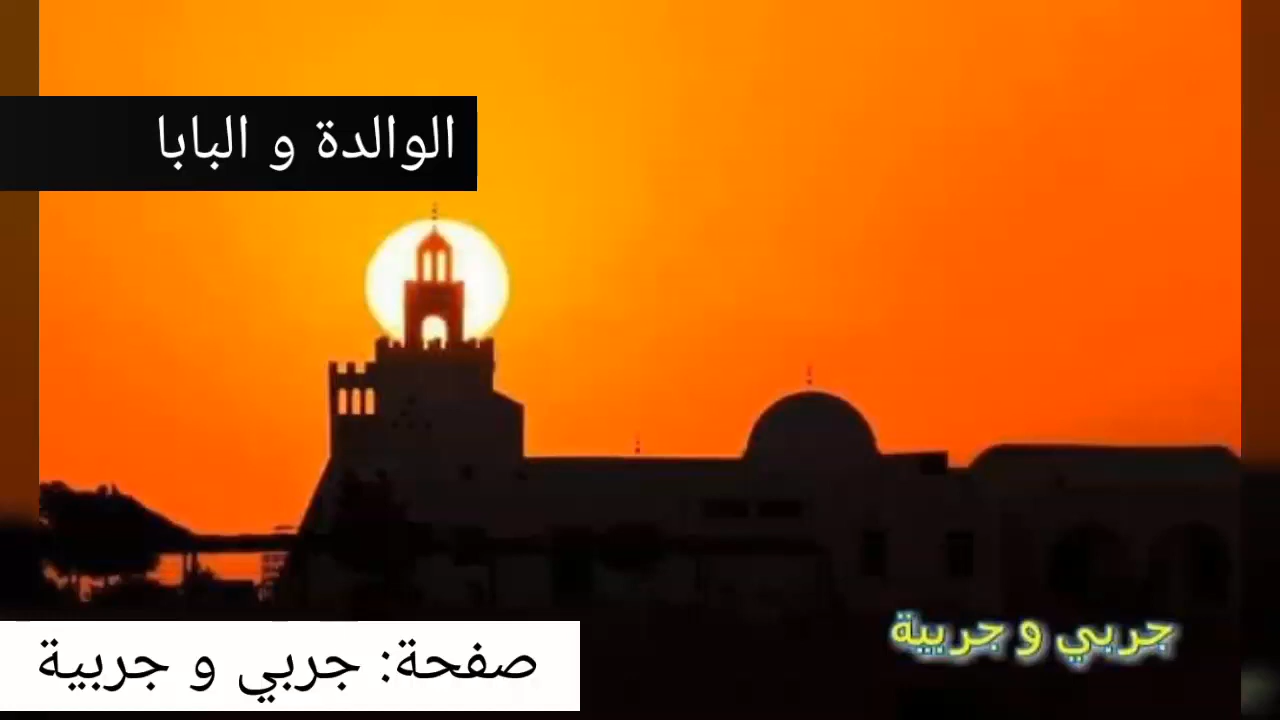 الوالدة و البابا
جربي و جربية
صفحة: جربي و جربية